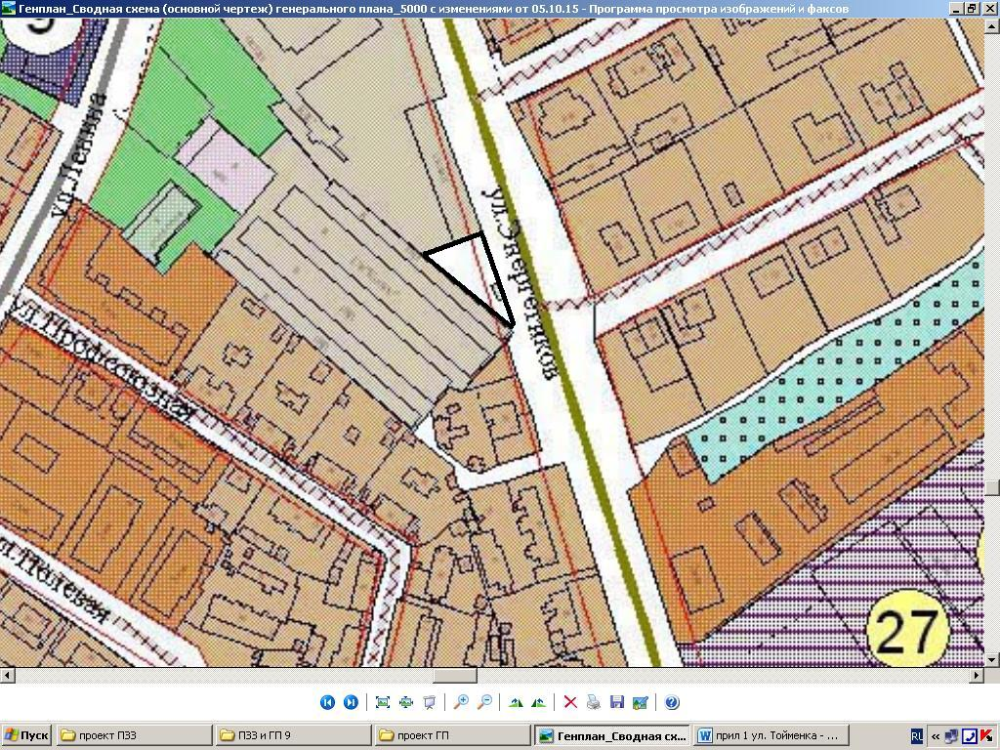 Генплан_Сводная схема (основной чертеж) генерального плана_5000 с изменениями от 05.10.15 - Программа просмотра изображений и факсов
ул.Ленина
ул.Энергетиков
ул.Профсоюзная
ул.Полевая
27
Пуск
проект ПЗЗ
ПЗЗ и ГП 9
проект ГП
Генплан_Сводная сх...
прил 1 ул. Тойменка - ...
RL